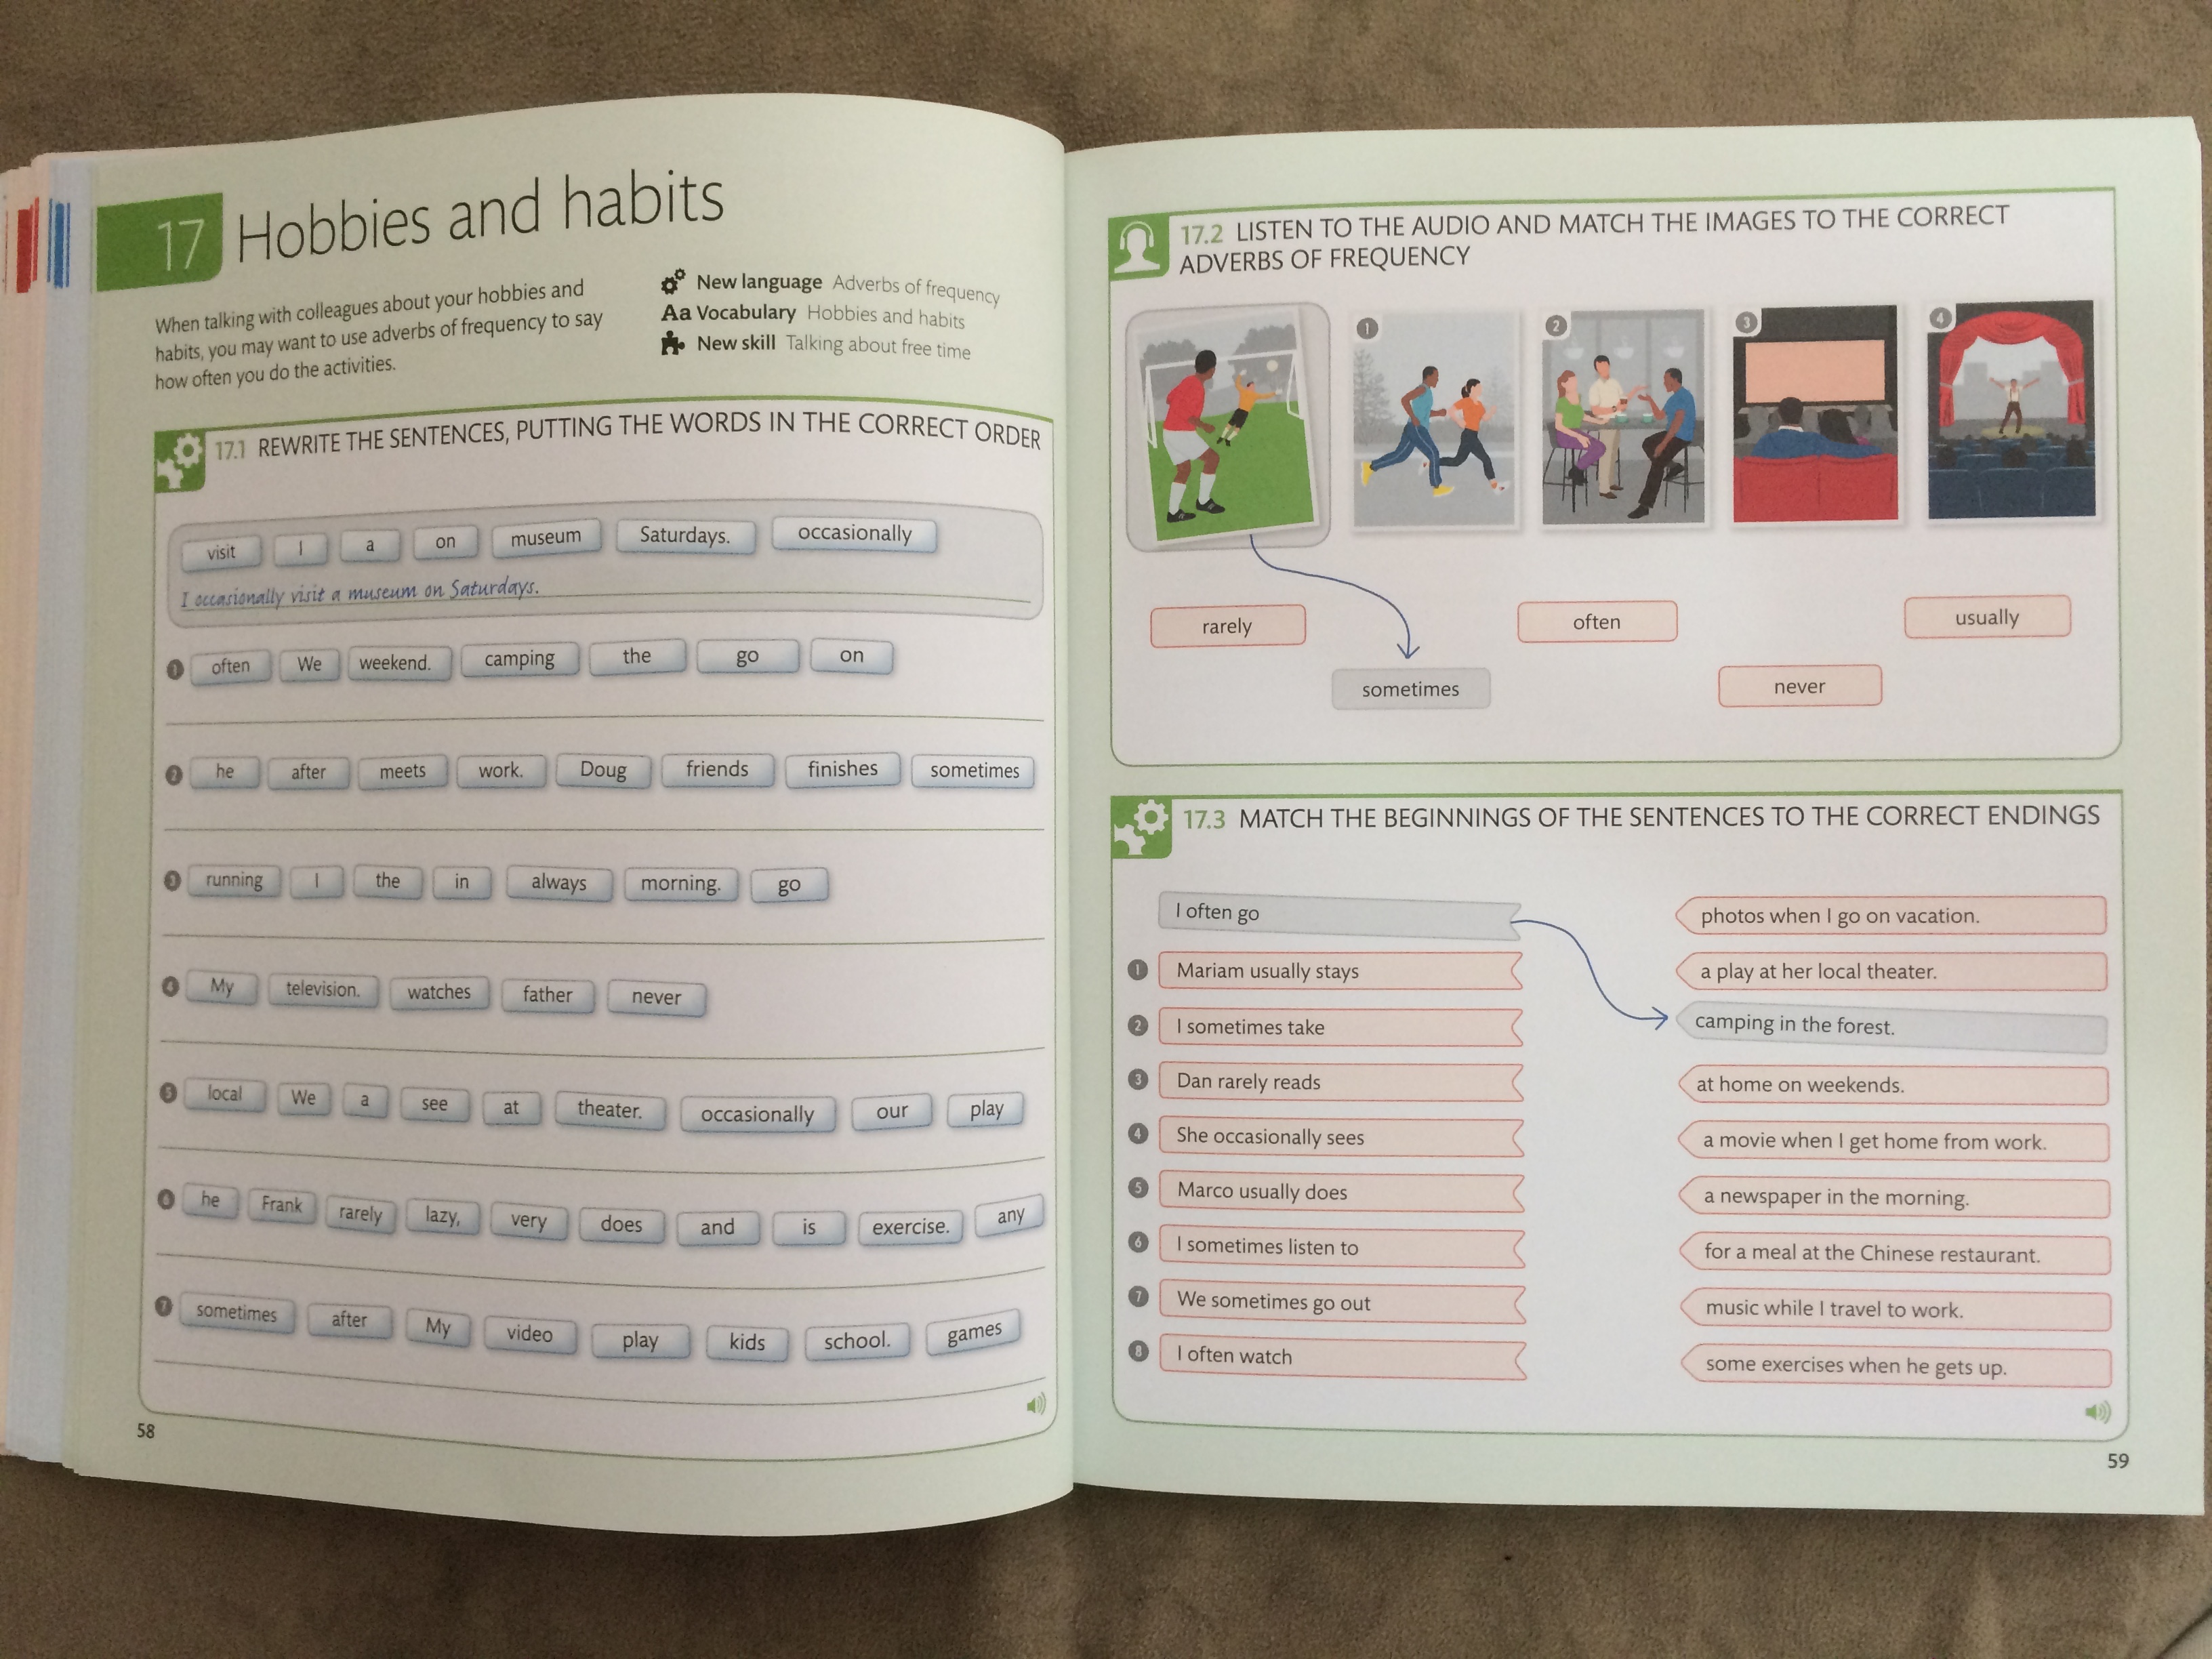 17 Hobbies and habits
When talking with colleagues about your hobbies and
habits, you may want to use adverbs of frequency to say
how often you do the activities.
New language Adverbs of frequency
Aa Vocabulary Hobbies and habits
New skill Talking about free time
17.1 REWRITE THE SENTENCES, PUTTING THE WORDS IN THE CORRECT ORDER
visit I a on museum Saturdays. occasionally
I occasionally visit a museum on Saturdays.
1 often We weekend. camping the go on
2 he after meets work. Doug friends finishes sometimes
3 running I the in always morning. go
4 My television. watches father never
5 local We a see at theater. occasionally our play
6 he Frank rarely lazy, very does and is exercise. any
7 sometimes after My video play kids school. games
58
17.2 LISTEN TO THE AUDIO AND MATCH THE IMAGES TO THE CORRECT
ADVERBS OF FREQUENCY
1 2 3 4
rarely often usually
sometimes never
17.3 MATCH THE BEGINNINGS OF THE SENTENCES TO THE CORRECT ENDINGS
I often go photos when I go on vacation.
1 Mariam usually stays a play at her local theater.
2 I sometimes take camping in the forest.
3 Dan rarely reads at home on weekends.
4 She occasionally sees a movie when I get home from work.
5 Marco usually does a newspaper in the morning.
6 I sometimes listen to for a meal at the Chinese restaurant.
7 We sometimes go out music while I travel to work.
8 I often watch some exercises when he gets up.
59